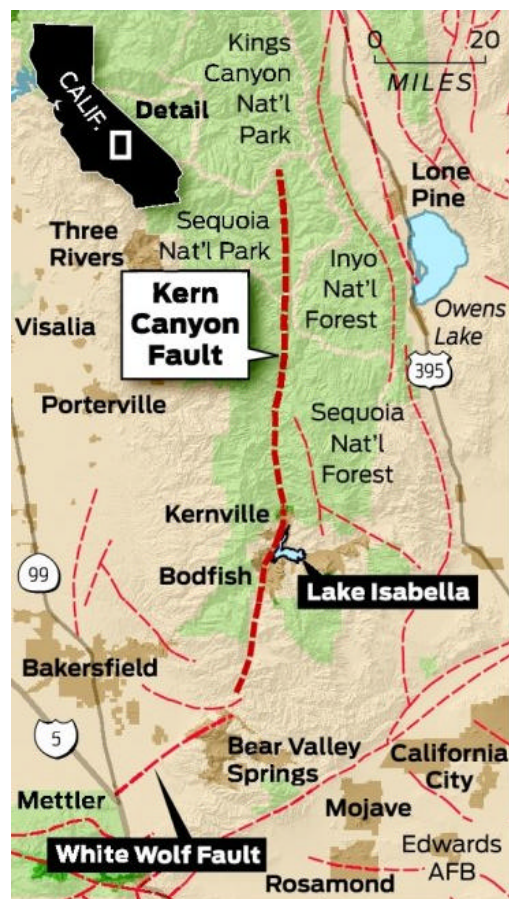 Kings
Canyon
Nat'l
Park
0 20
MILES
CALIF.
Detail
Lone
Pine
Three
Rivers
Sequoia
Nat'l Park
Inyo
Nat'l
Forest
Kern
Canyon
Fault
Owens
Lake
Visalia
395
Porterville
Sequoia
Nat'l
Forest
Kernville
99
Bodfish
Lake Isabella
Bakersfield
5
Bear Valley
Springs
California
City
Mettler
Mojave
White Wolf Fault
Edwards
AFB
Rosamond